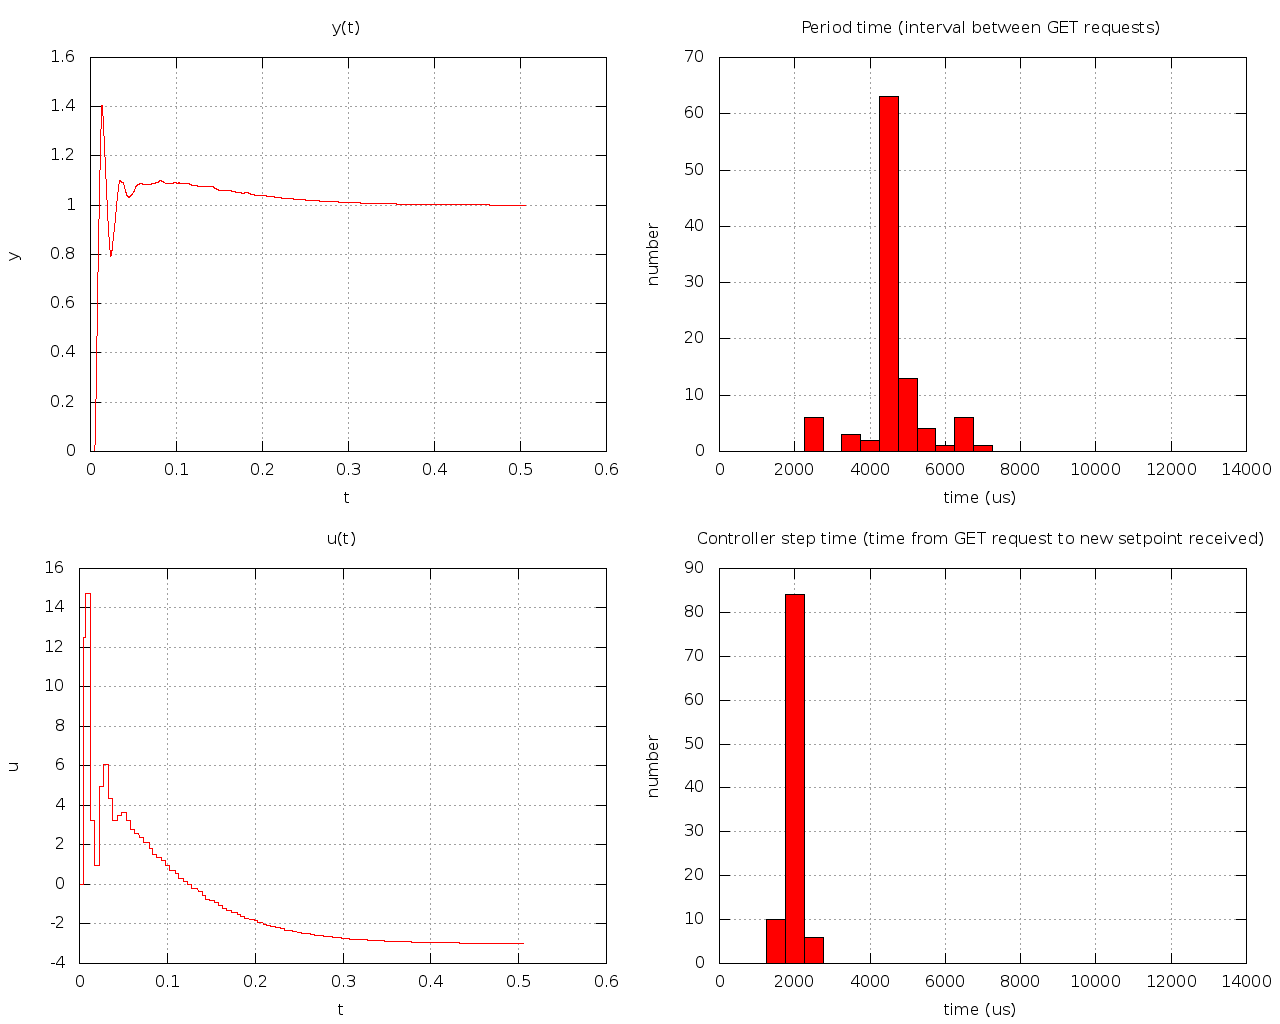 y(t)
1.6
1.4
1.2
1
0.8
0.6
0.4
0.2
0
y
0 0.1 0.2 0.3 0.4 0.5 0.6
t
Period time (interval between GET requests)
70
60
50
40
30
20
10
0
number
0 2000 4000 6000 8000 10000 12000 14000
time (us)
u(t)
16
14
12
10
8
6
4
2
0
-2
-4
u
0 0.1 0.2 0.3 0.4 0.5 0.6
t
Controller step time (time from GET request to new setpoint received)
90
80
70
60
50
40
30
20
10
0
number
0 2000 4000 6000 8000 10000 12000 14000
time (us)